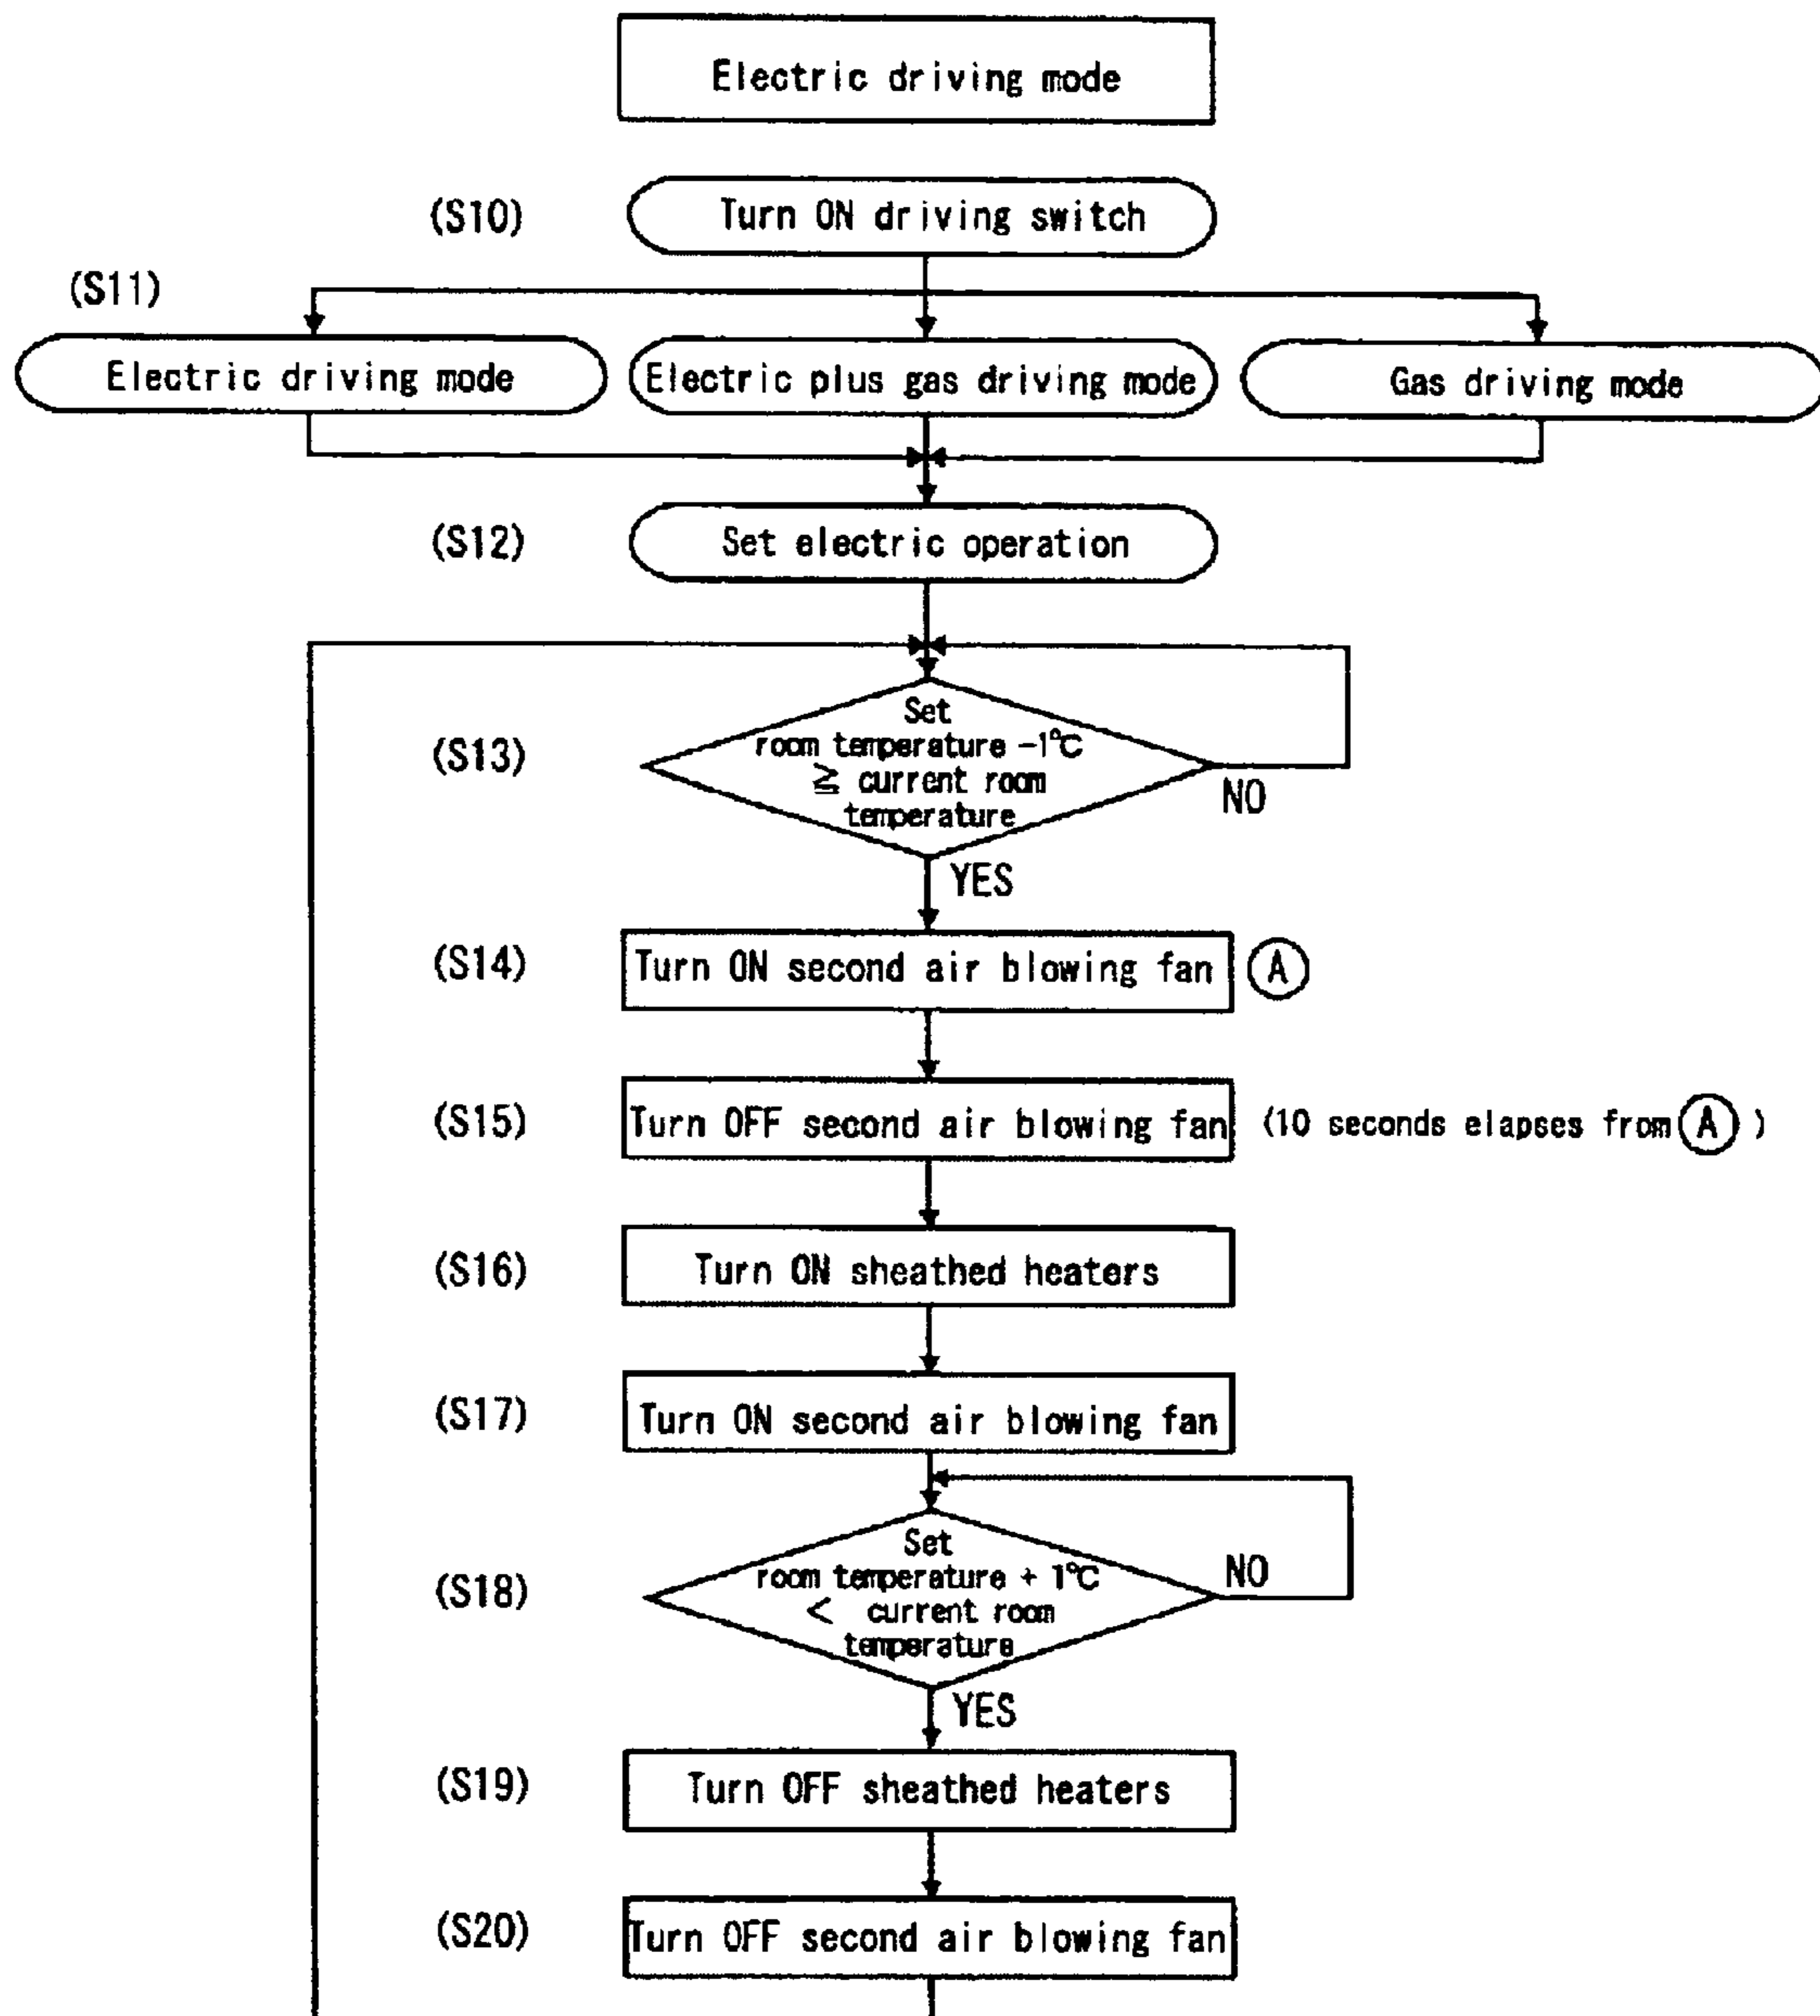 Electric driving mode
(S10)
Turn ON driving switch
(S11)
Electric driving mode
Electric plus gas driving mode
Gas driving mode
(S12)
Set electric operation
(S13)
Set
room temperature -1℃
≧ current room
temperature
NO
YES
(S14)
Turn ON second air blowing fan
A
(S15)
Turn OFF second air blowing fan
(10 seconds elapses from A )
(S16)
Turn ON sheathed heaters
(S17)
Turn ON second air blowing fan
(S18)
Set
room temperature + 1℃
< current room
temperature
NO
YES
(S19)
Turn OFF sheathed heaters
(S20)
Turn OFF second air blowing fan